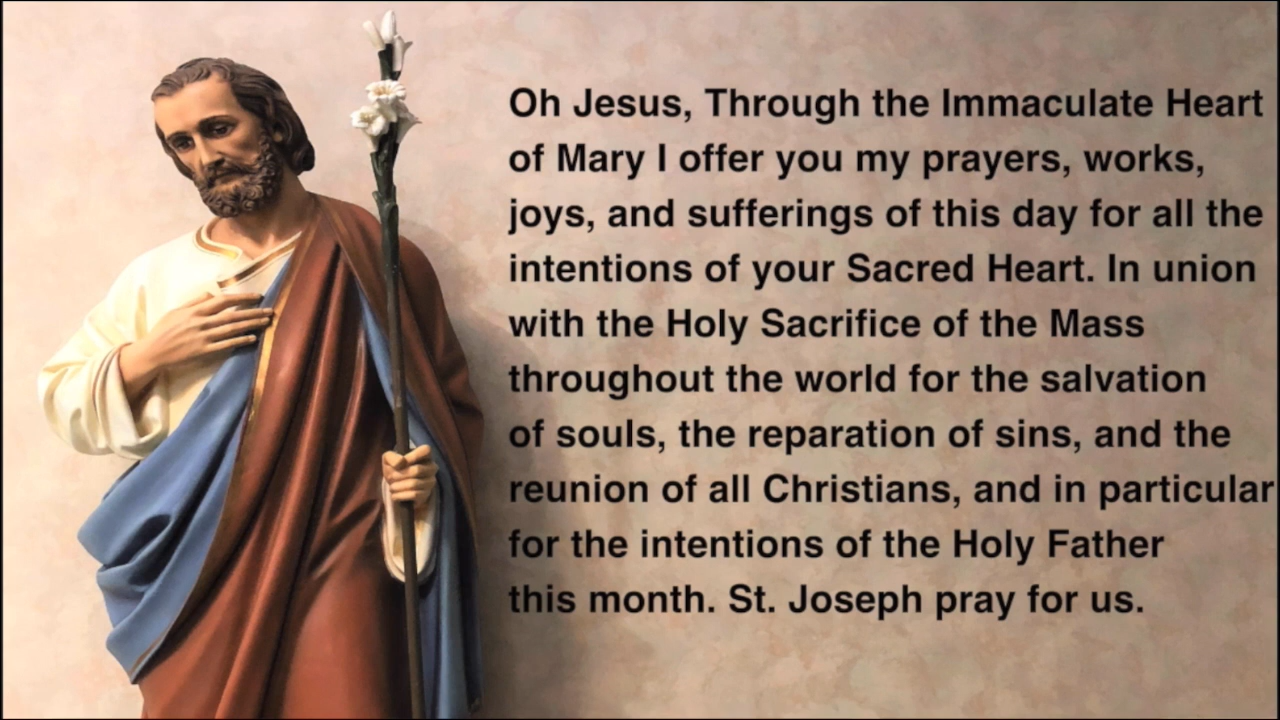 Oh Jesus, Through the Immaculate Heart
of Mary I offer you my prayers, works,
joys, and sufferings of this day for all the
intentions of your Sacred Heart. In union
with the Holy Sacrifice of the Mass
throughout the world for the salvation
of souls, the reparation of sins, and the
reunion of all Christians, and in particular
for the intentions of the Holy Father
this month. St. Joseph pray for us.